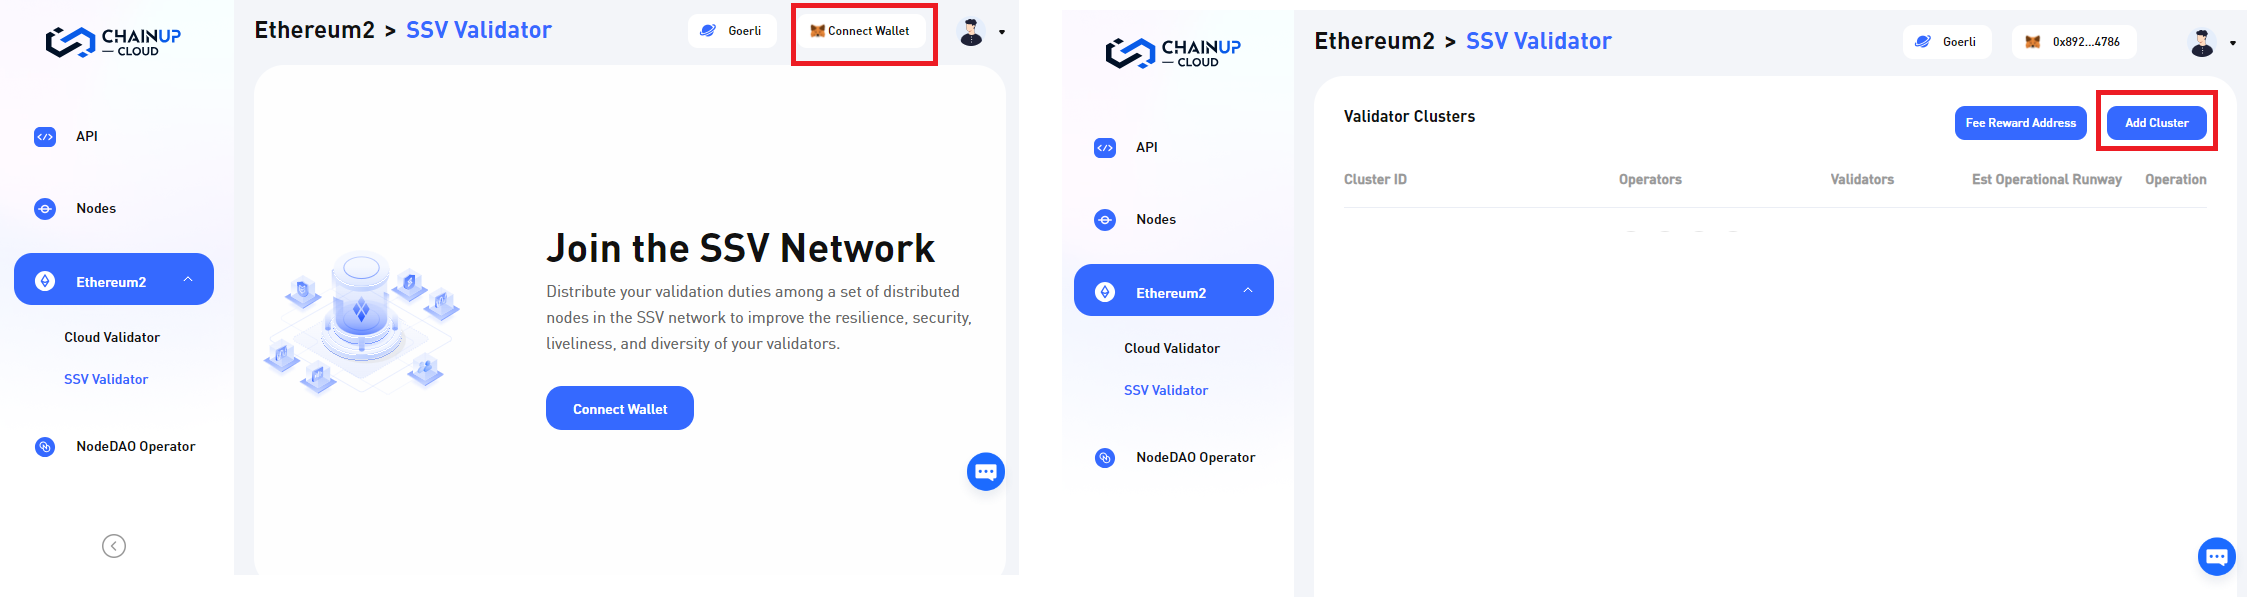 CHAINUP
CLOUD
API
Nodes
Ethereum2
Cloud Validator
SSV Validator
NodeDAO Operator
Ethereum2 > SSV Validator
Goerli
Connect Wallet
Join the SSV Network
Distribute your validation duties among a set of distributed
nodes in the SSV network to improve the resilience, security,
liveliness, and diversity of your validators.
Connect Wallet
CHAINUP
CLOUD
API
Nodes
Ethereum2
Cloud Validator
SSV Validator
NodeDAO Operator
Ethereum2 > SSV Validator
Goerli
0x892...4786
Validator Clusters
Fee Reward Address
Add Cluster
Cluster ID Operators Validators Est Operational Runway Operation